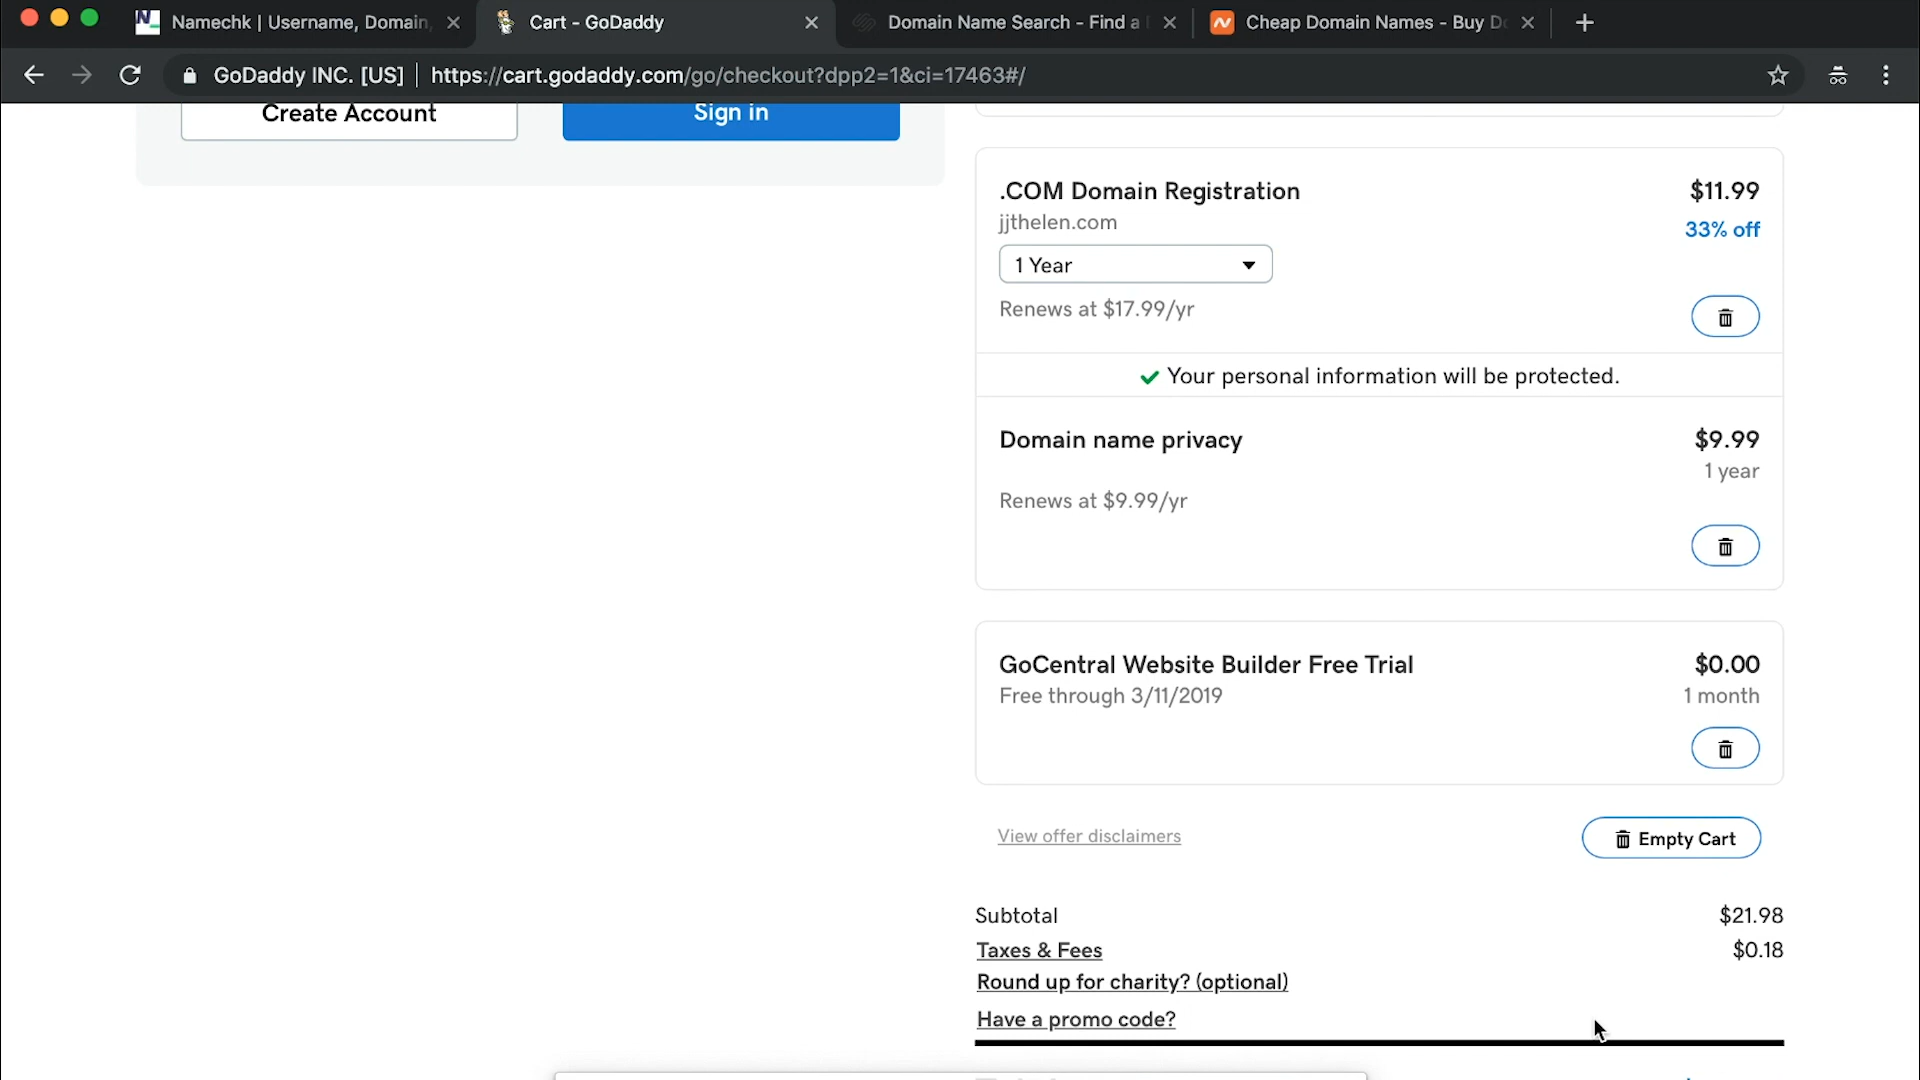 Namechk | Username, Domain,
Cart - GoDaddy
Domain Name Search - Find a
Cheap Domain Names - Buy Do
GoDaddy INC. [US] | https://cart.godaddy.com/go/checkout?dpp2=1&ci=17463#/
Create Account
Sign in
.COM Domain Registration $11.99
jjthelen.com 33% off
1 Year
Renews at $17.99/yr
Your personal information will be protected.
Domain name privacy $9.99
1 year
Renews at $9.99/yr
GoCentral Website Builder Free Trial $0.00
Free through 3/11/2019 1 month
View offer disclaimers Empty Cart
Subtotal $21.98
Taxes & Fees $0.18
Round up for charity? (optional)
Have a promo code?